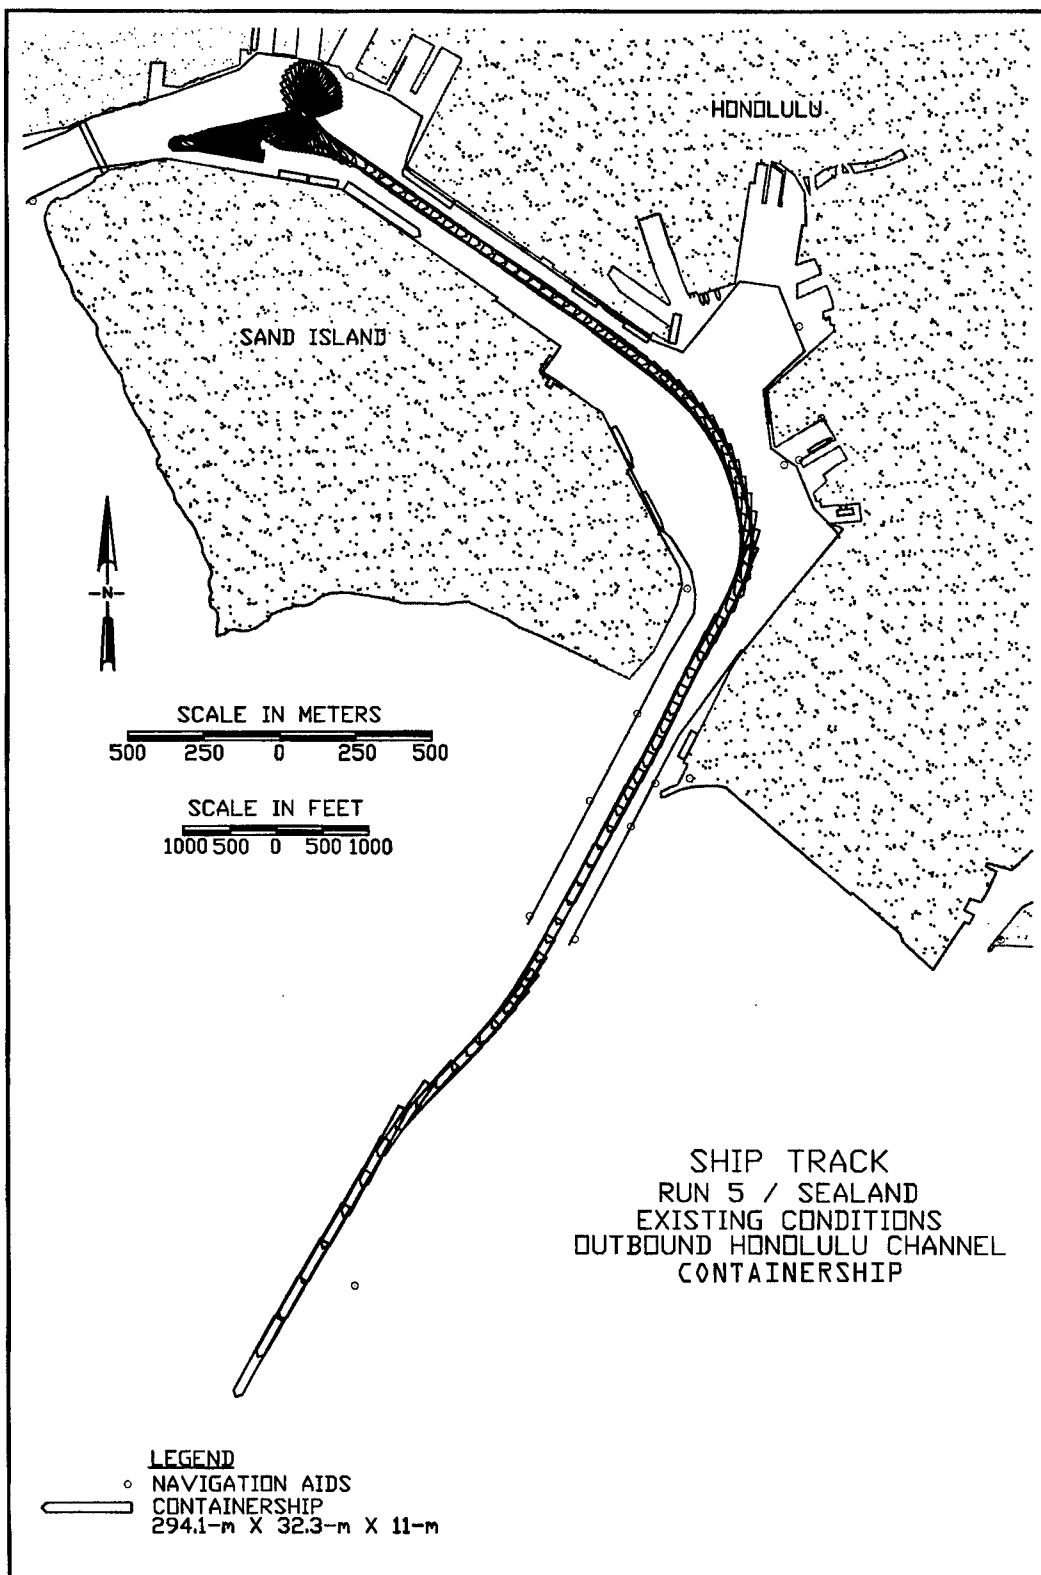 HONOLULU
SAND ISLAND
-N-
SCALE IN METERS
500 250 0 250 500
SCALE IN FEET
1000 500 0 500 1000
SHIP TRACK
RUN 5 / SEALAND
EXISTING CONDITIONS
OUTBOUND HONOLULU CHANNEL
CONTAINERSHIP
LEGEND
NAVIGATION AIDS
CONTAINERSHIP
294.1-m X 32.3-m X 11-m